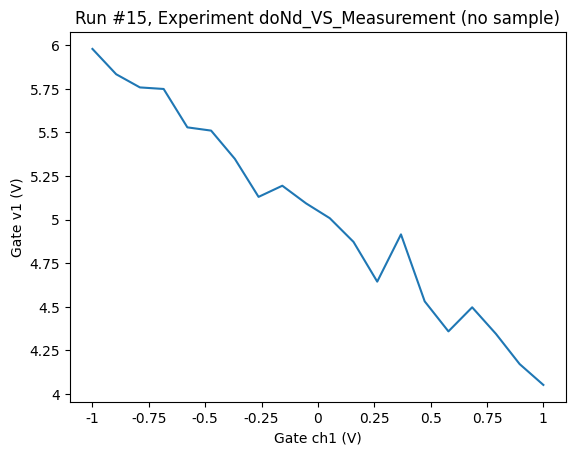 Run #15, Experiment doNd_VS_Measurement (no sample)
6
5.75
5.5
5.25
5
4.75
4.5
4.25
4
Gate v1 (V)
-1 -0.75 -0.5 -0.25 0 0.25 0.5 0.75 1
Gate ch1 (V)